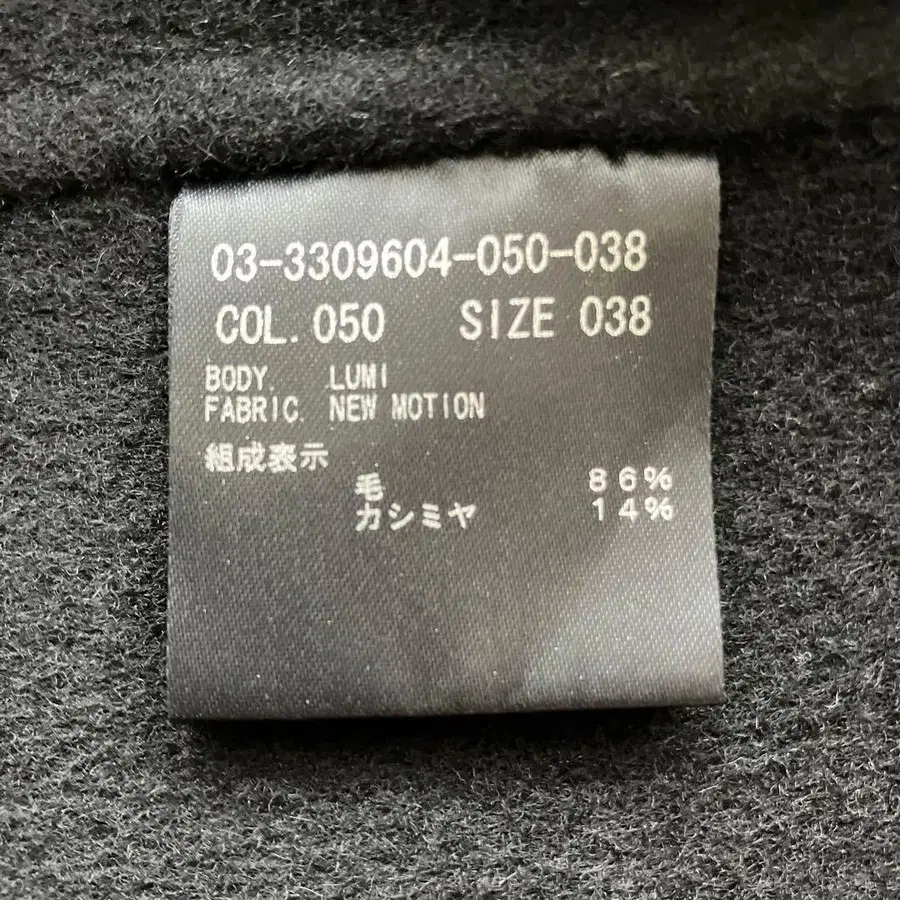 03-3309604-050-038
COL.050 SIZE 038
BODY. LUMI
FABRIC. NEW MOTION
組成表示
毛 86%
カシミヤ 14%